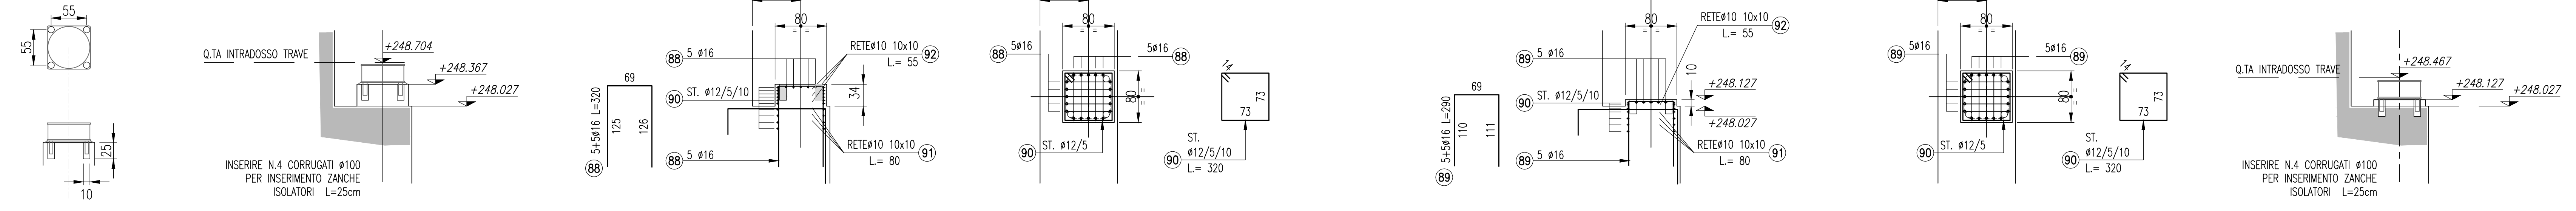 55
55
25
10
Q.TA INTRADOSSO TRAVE
+248.704
+248.367
+248.027
INSERIRE N.4 CORRUGATI Ø100
PER INSERIMENTO ZANCHE
ISOLATORI L=25cm
69
88 5+5Ø16 L=320
125
126
80
=
=
88 5 Ø16
RETEØ10 10x10 92
L.= 55
90 ST. Ø12/5/10
34
RETEØ10 10x10 91
L.= 80
88 5 Ø16
80
=
=
88 5Ø16
5Ø16 88
80
=
=
90 ST. Ø12/5
14
73
73
ST.
90 Ø12/5/10
L.= 320
69
89 5+5Ø16 L=290
110
111
80
=
=
RETEØ10 10x10 92
L.= 55
89 5 Ø16
10
+248.127
90 ST. Ø12/5/10
+248.027
RETEØ10 10x10 91
L.= 80
89 5 Ø16
80
=
=
89 5Ø16
5Ø16 89
80
=
=
90 ST. Ø12/5
14
73
73
ST.
90 Ø12/5/10
L.= 320
Q.TA INTRADOSSO TRAVE
+248.467
+248.127
+248.027
INSERIRE N.4 CORRUGATI Ø100
PER INSERIMENTO ZANCHE
ISOLATORI L=25cm